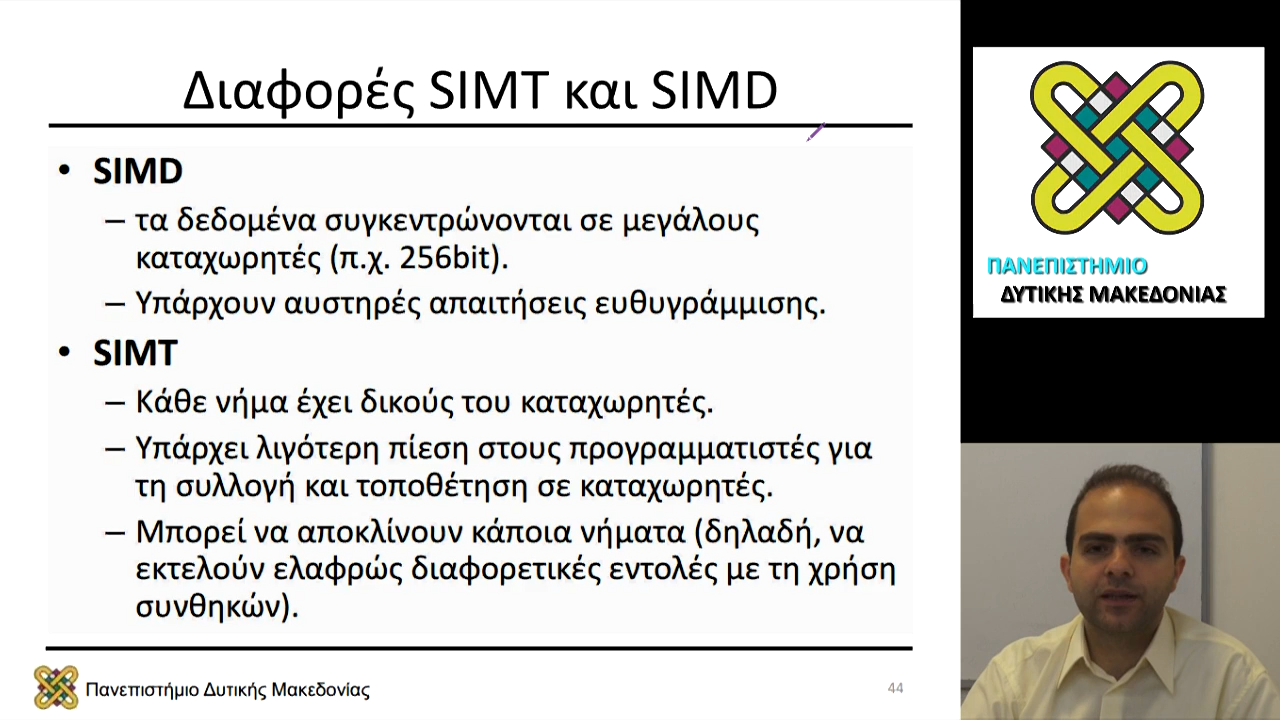 Διαφορές SIMT και SIMD
• SIMD
– τα δεδομένα συγκεντρώνονται σε μεγάλους
καταχωρητές (π.χ. 256bit).
– Υπάρχουν αυστηρές απαιτήσεις ευθυγράμμισης.
• SIMT
– Κάθε νήμα έχει δικούς του καταχωρητές.
– Υπάρχει λιγότερη πίεση στους προγραμματιστές για
τη συλλογή και τοποθέτηση σε καταχωρητές.
– Μπορεί να αποκλίνουν κάποια νήματα (δηλαδή, να
εκτελούν ελαφρώς διαφορετικές εντολές με τη χρήση
συνθηκών).
Πανεπιστήμιο Δυτικής Μακεδονίας
44
ΠΑΝΕΠΙΣΤΗΜΙΟ
ΔΥΤΙΚΗΣ ΜΑΚΕΔΟΝΙΑΣ